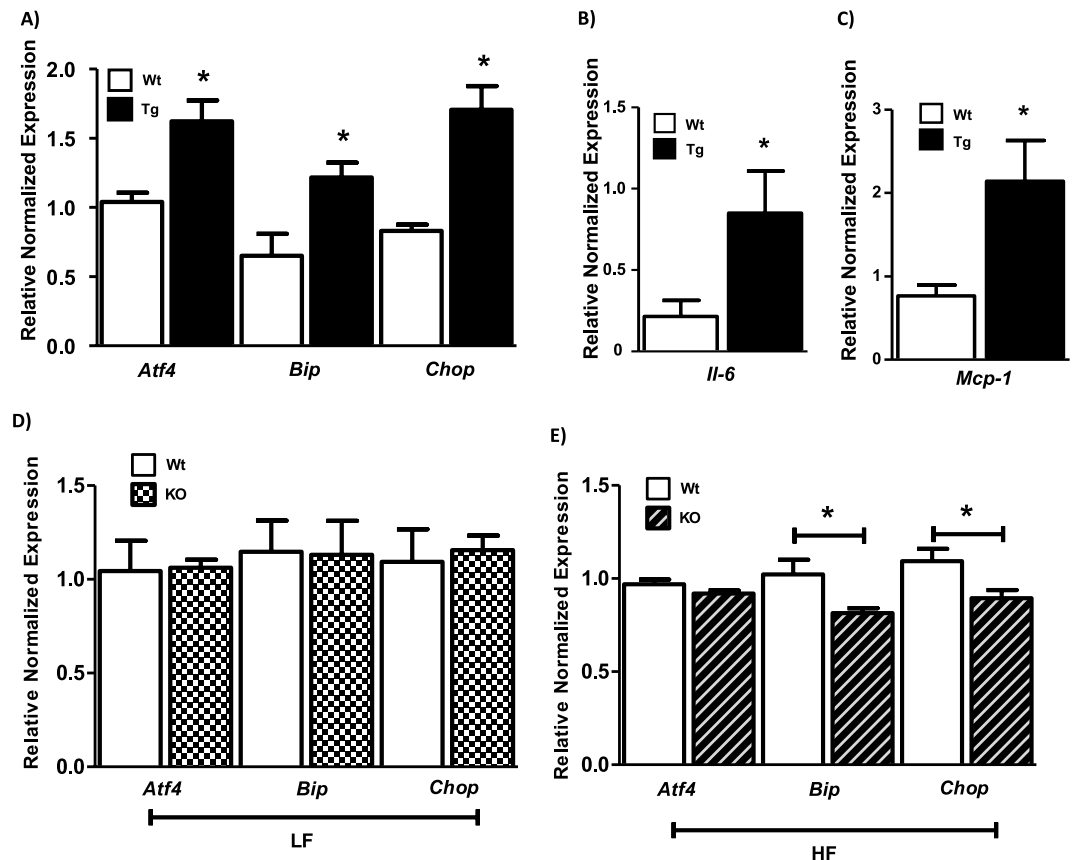 A)
Relative Normalized Expression
2.0
1.5
1.0
0.5
0.0
Wt
Tg
*
*
*
Atf4 Bip Chop
B)
Relative Normalized Expression
1.5
1.0
0.5
0
Wt
Tg
*
Il-6
C)
Relative Normalized Expression
3
2
1
0
Wt
Tg
*
Mcp-1
D)
Relative Normalized Expression
1.5
1.0
0.5
0.0
Wt
KO
Atf4 Bip Chop
LF
E)
Relative Normalized Expression
1.5
1.0
0.5
0.0
Wt
KO
*
*
Atf4 Bip Chop
HF